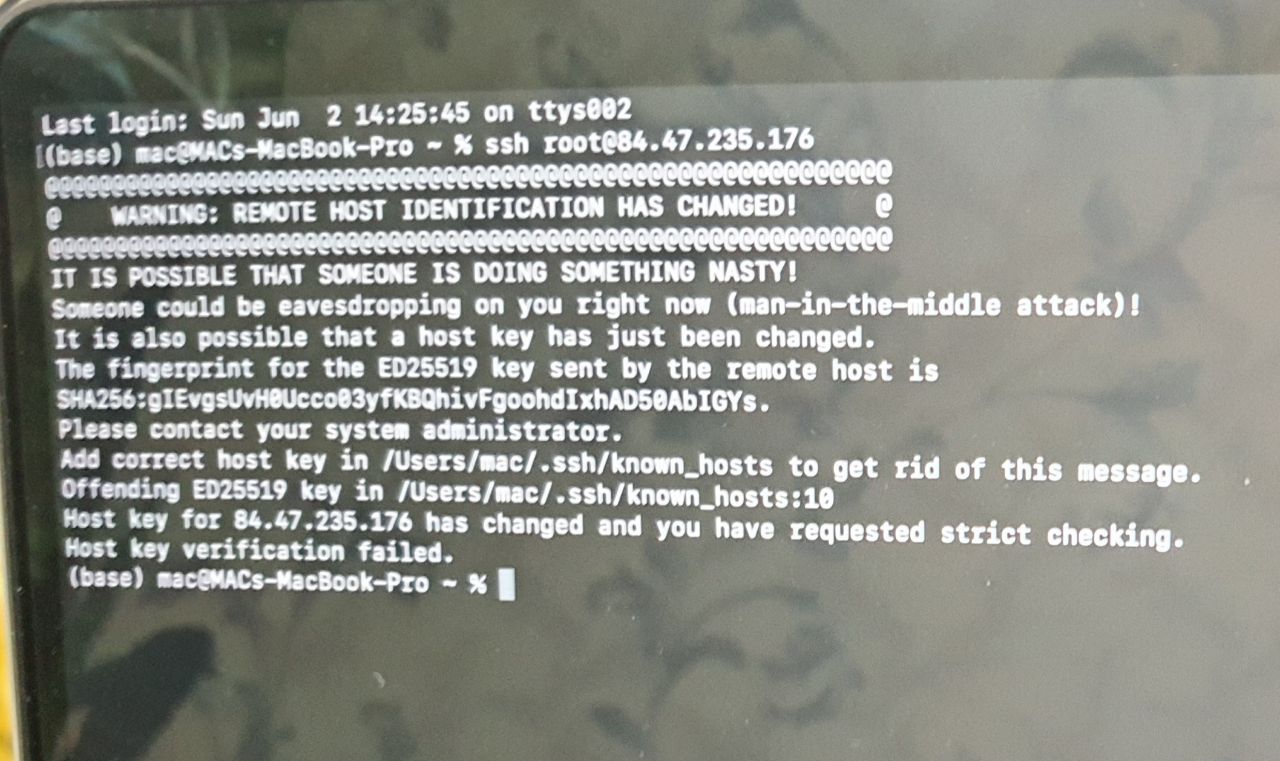 Last login: Sun Jun  2 14:25:45 on ttys002
[(base) mac@MACs-MacBook-Pro ~ % ssh root@84.47.235.176
@@@@@@@@@@@@@@@@@@@@@@@@@@@@@@@@@@@@@@@@@@@@@@@@@@@@@@@@@@@
@    WARNING: REMOTE HOST IDENTIFICATION HAS CHANGED!     @
@@@@@@@@@@@@@@@@@@@@@@@@@@@@@@@@@@@@@@@@@@@@@@@@@@@@@@@@@@@
IT IS POSSIBLE THAT SOMEONE IS DOING SOMETHING NASTY!
Someone could be eavesdropping on you right now (man-in-the-middle attack)!
It is also possible that a host key has just been changed.
The fingerprint for the ED25519 key sent by the remote host is
SHA256:gIEvgsUvH0Ucco03yfKBQhivFgoohdIxhAD50AbIGYs.
Please contact your system administrator.
Add correct host key in /Users/mac/.ssh/known_hosts to get rid of this message.
Offending ED25519 key in /Users/mac/.ssh/known_hosts:10
Host key for 84.47.235.176 has changed and you have requested strict checking.
Host key verification failed.
(base) mac@MACs-MacBook-Pro ~ %